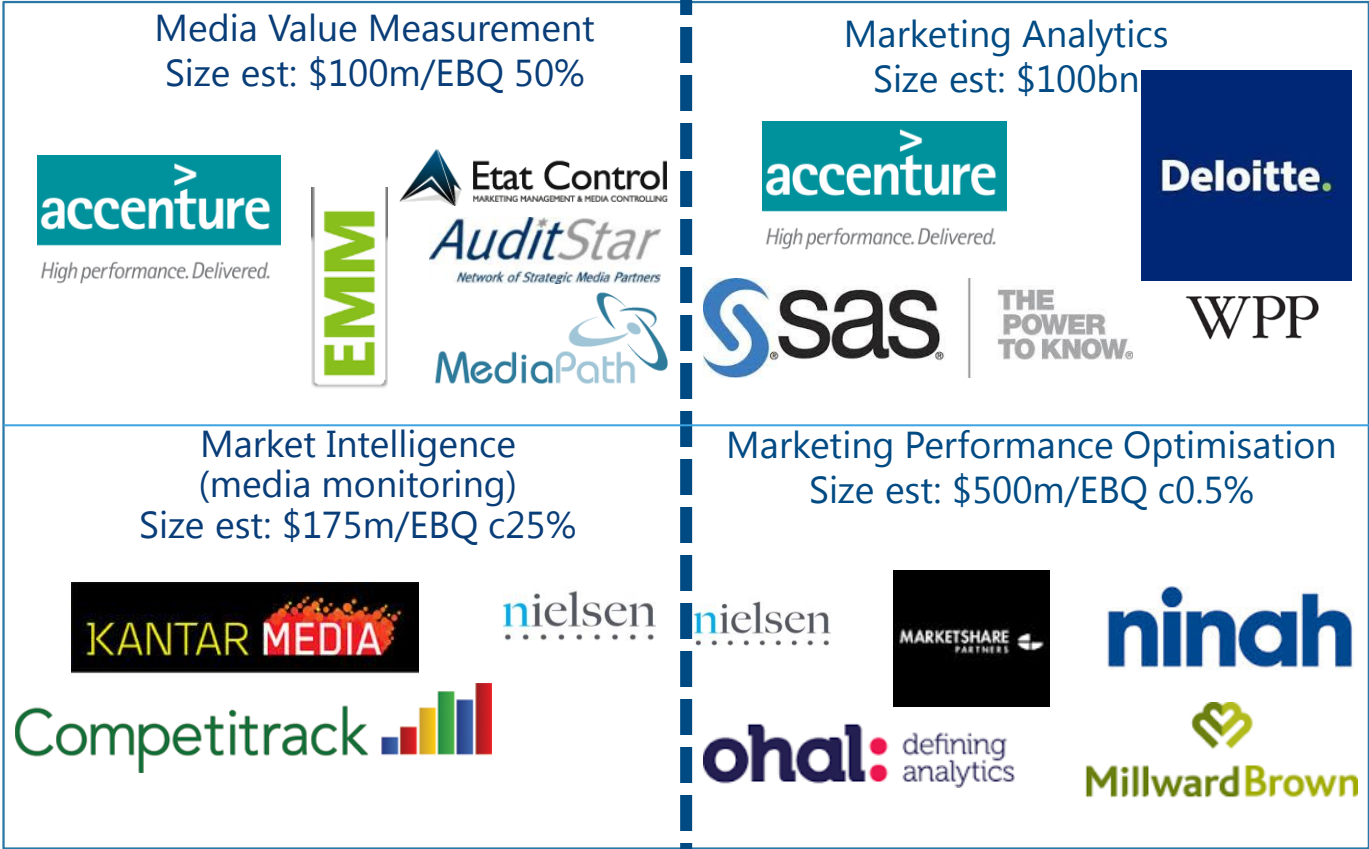 Media Value Measurement
Size est: $100m/EBQ 50%
accenture
High performance. Delivered.
EMM
Etat Control
MARKETING MANAGEMENT & MEDIA CONTROLLING
AuditStar
Network of Strategic Media Partners
MediaPath
Marketing Analytics
Size est: $100bn
accenture
High performance. Delivered.
Deloitte.
sas
THE
POWER
TO KNOW®
WPP
Market Intelligence
(media monitoring)
Size est: $175m/EBQ c25%
KANTAR MEDIA
nielsen
Competitrack
Marketing Performance Optimisation
Size est: $500m/EBQ c0.5%
nielsen
MARKETSHARE
PARTNERS
ninah
ohal:
defining
analytics
MillwardBrown